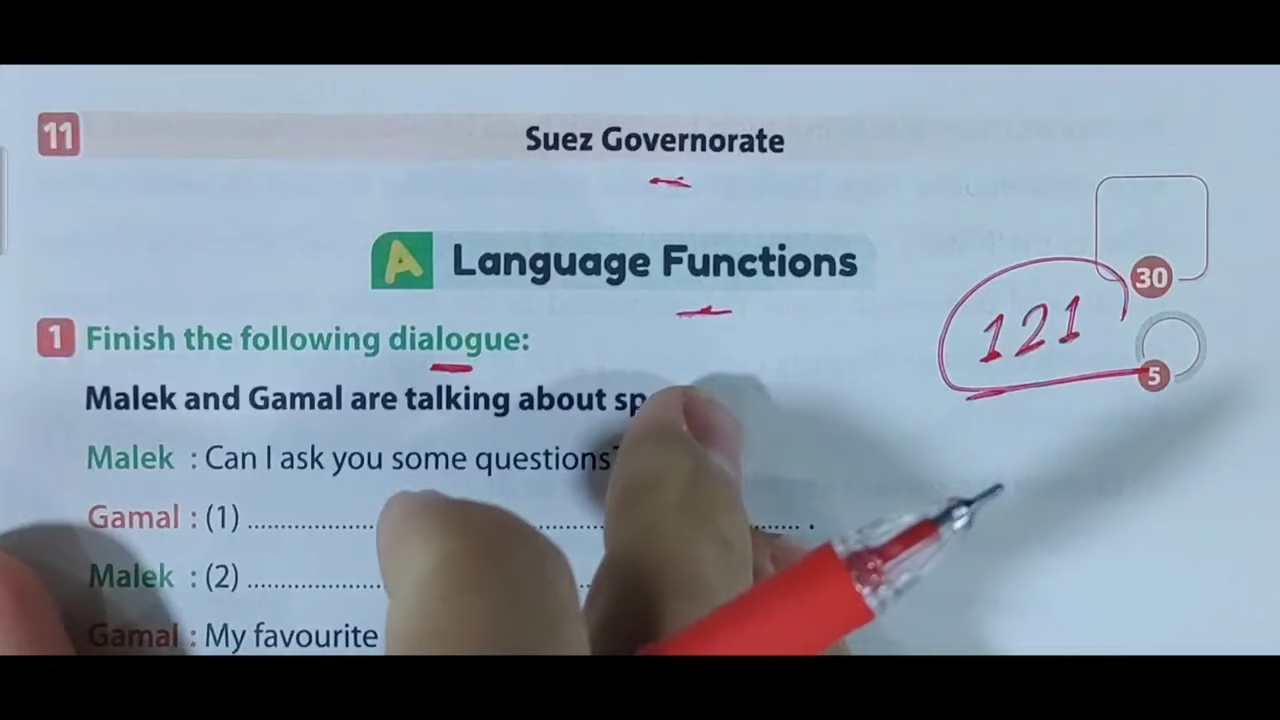 11 Suez Governorate
A Language Functions
30
121
1 Finish the following dialogue:
5
Malek and Gamal are talking about
Malek : Can I ask you some questions
Gamal : (1) .................... .
Malek : (2) ....................
Gamal : My favourite